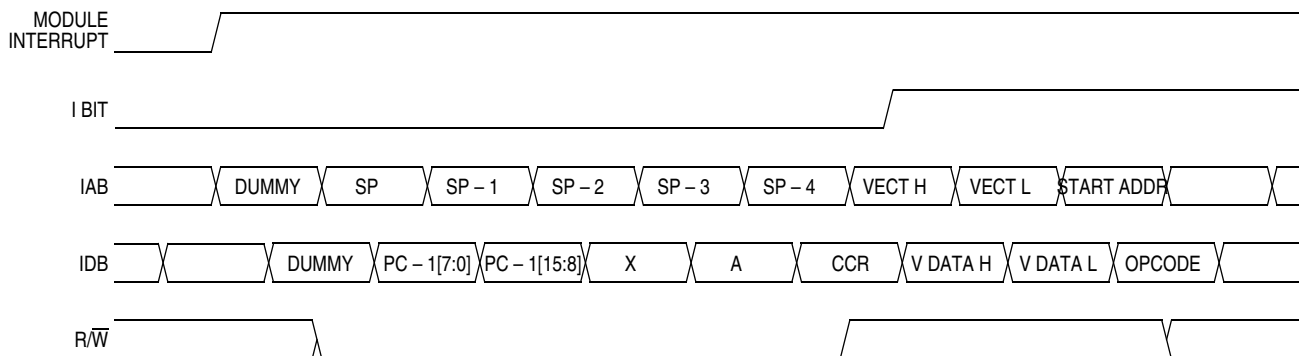 MODULE
INTERRUPT
I BIT
IAB DUMMY SP SP – 1 SP – 2 SP – 3 SP – 4 VECT H VECT L START ADDR
IDB DUMMY PC – 1[7:0] PC – 1[15:8] X A CCR V DATA H V DATA L OPCODE
R/W̅